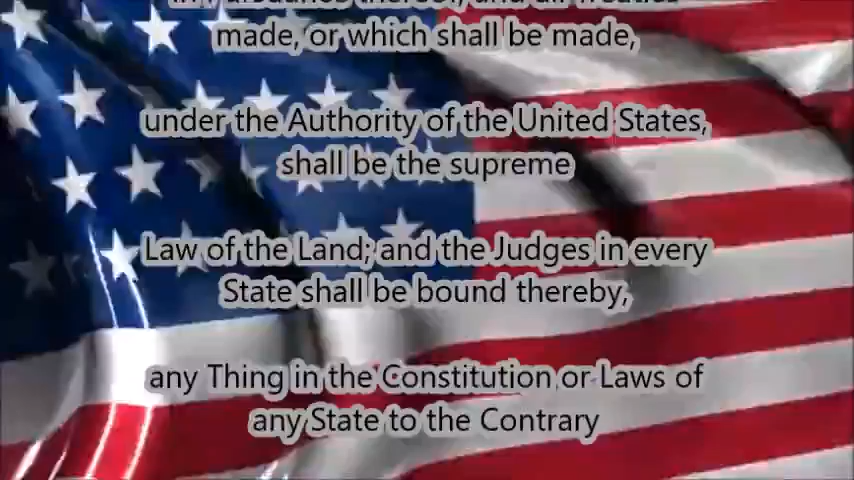 made, or which shall be made,
under the Authority of the United States,
shall be the supreme
Law of the Land; and the Judges in every
State shall be bound thereby,
any Thing in the Constitution or Laws of
any State to the Contrary